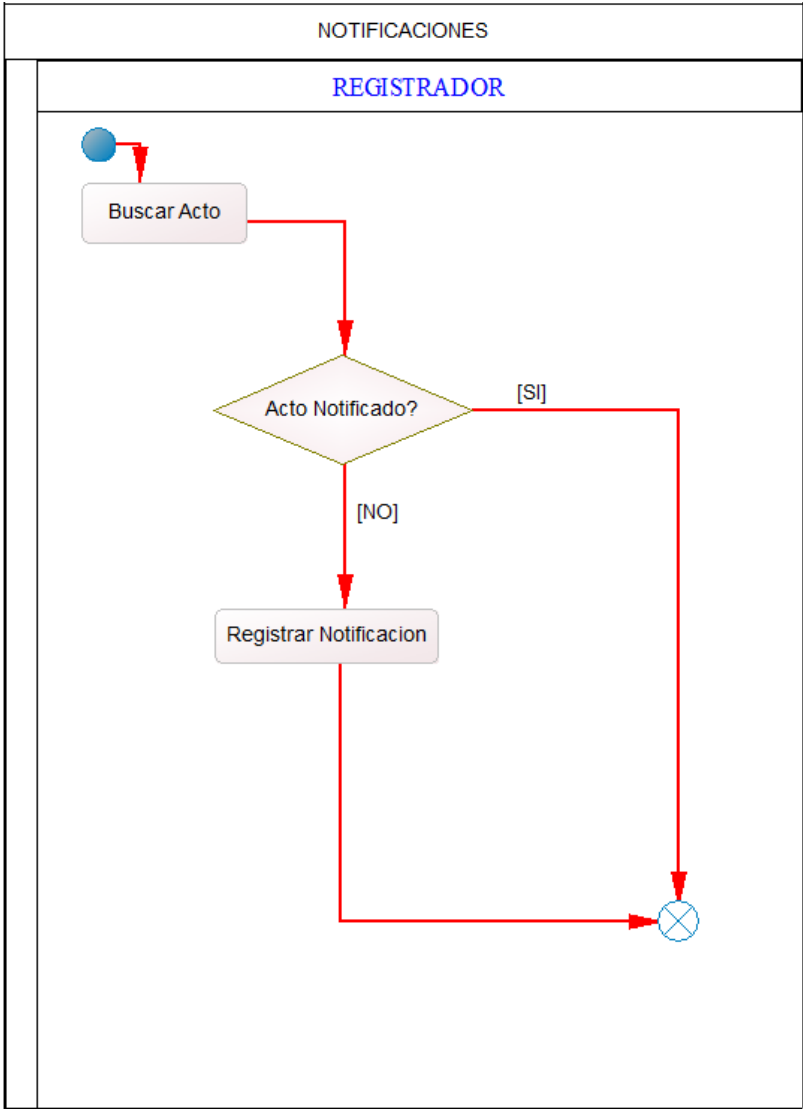 NOTIFICACIONES
REGISTRADOR
Buscar Acto
Acto Notificado?
[SI]
[NO]
Registrar Notificacion